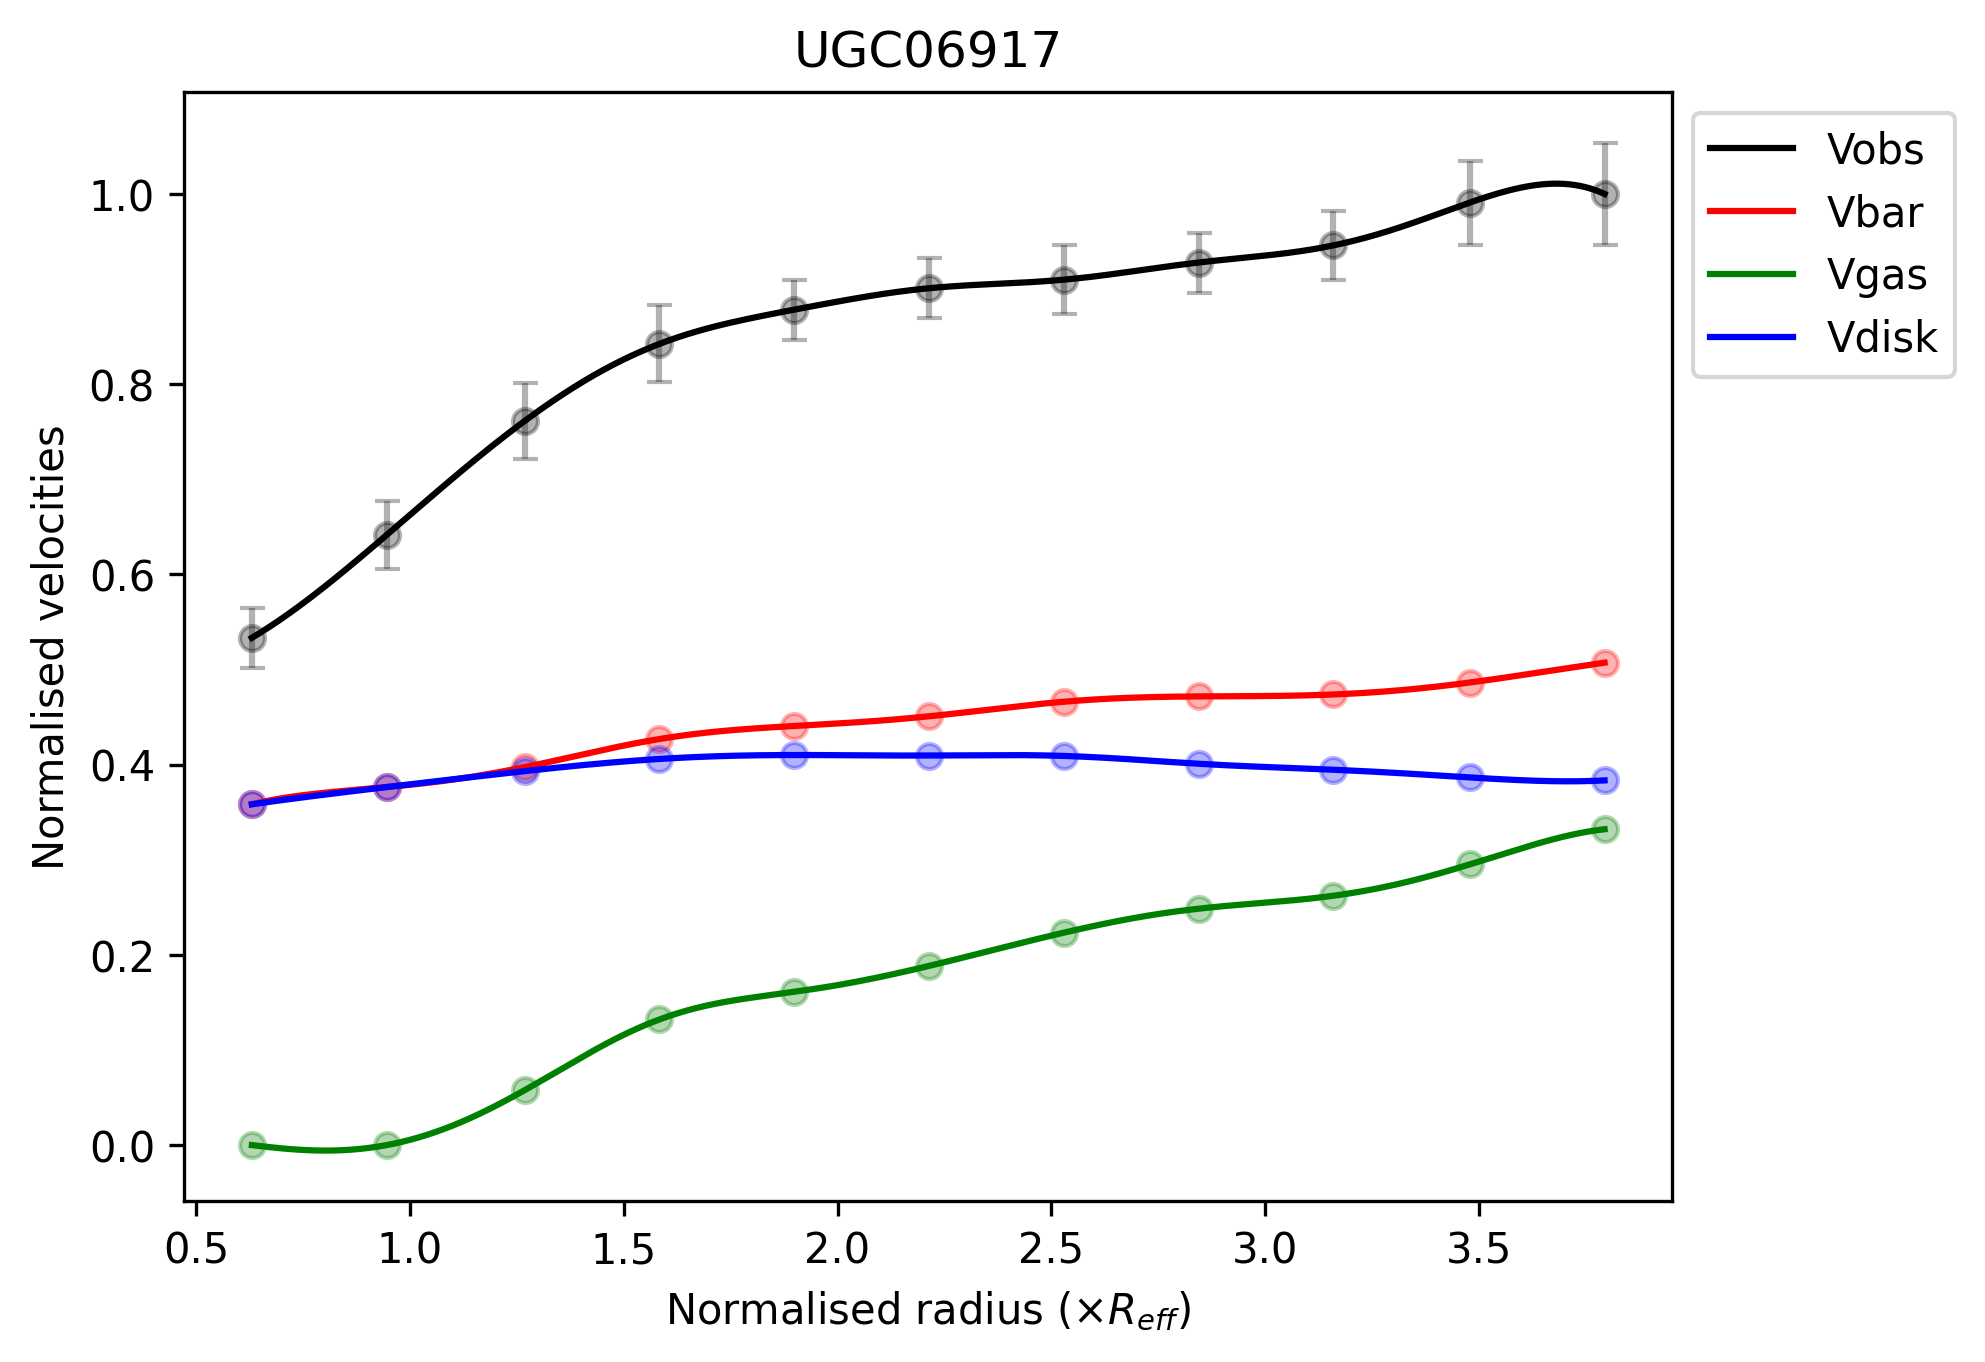 UGC06917
Vobs
Vbar
Vgas
Vdisk
1.0
0.8
0.6
0.4
0.2
0.0
Normalised velocities
0.5 1.0 1.5 2.0 2.5 3.0 3.5
Normalised radius (×R_eff)